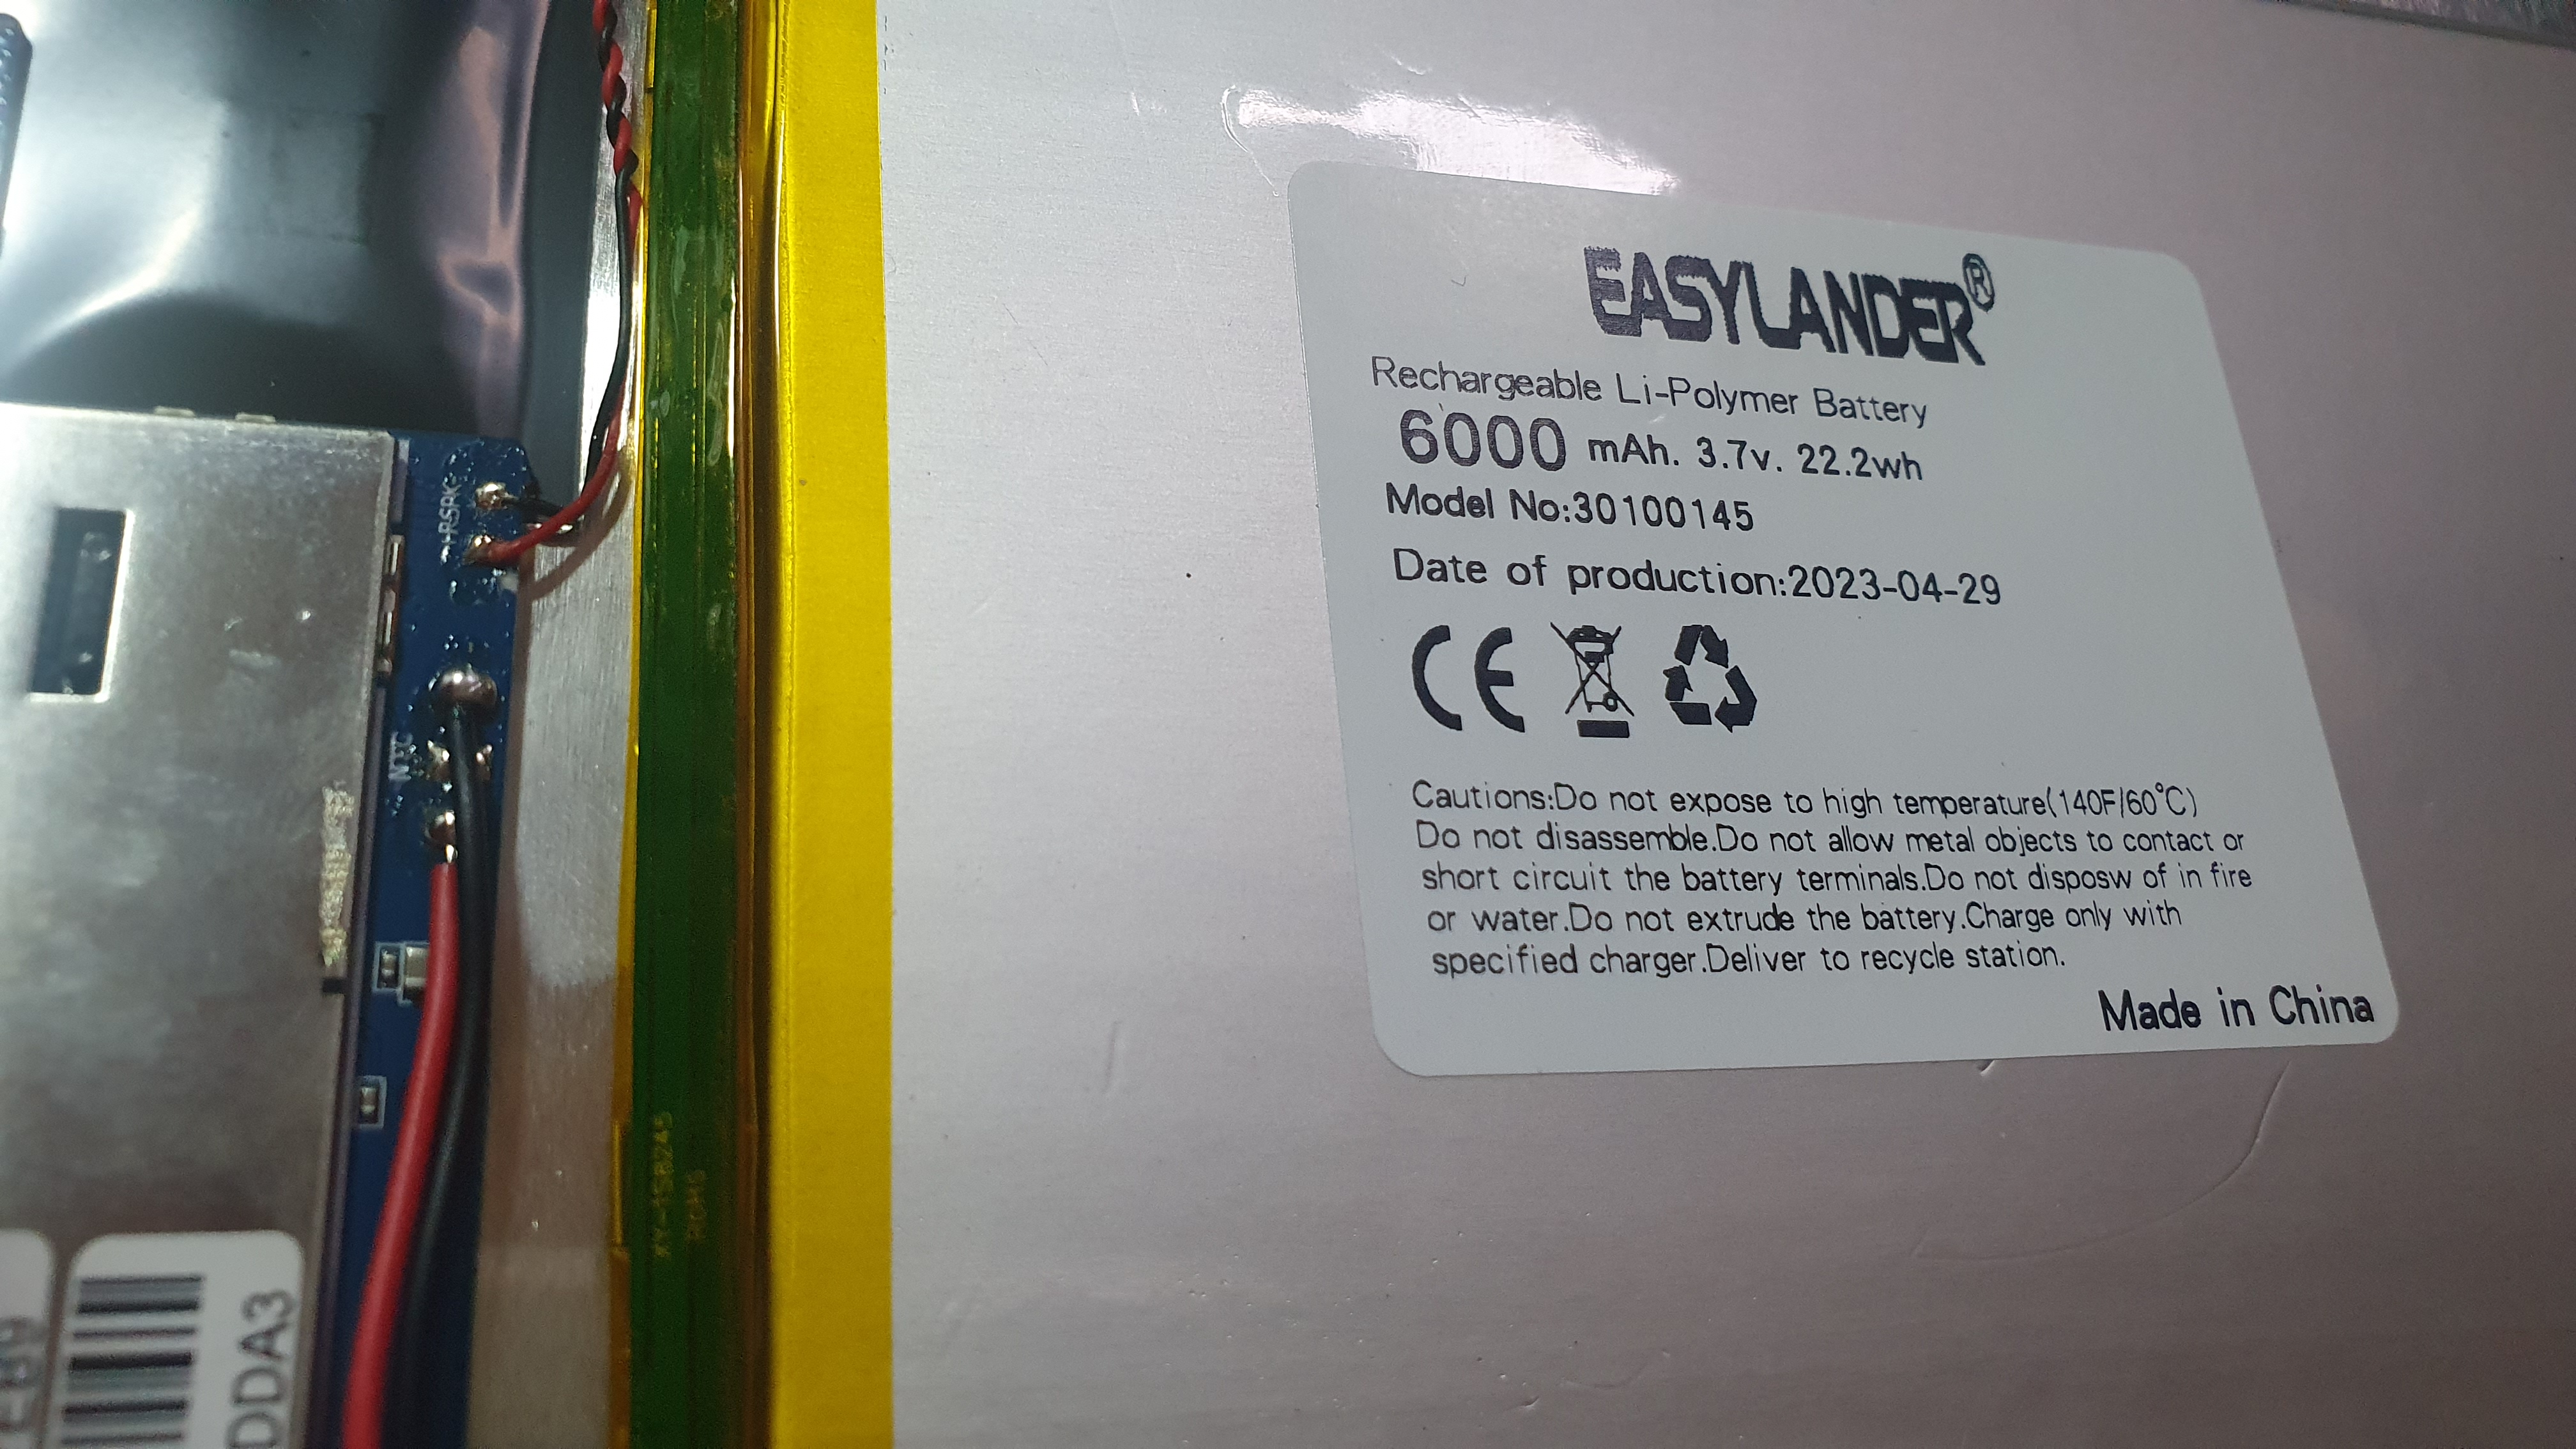 EASYLANDER®
Rechargeable Li-Polymer Battery
6000 mAh. 3.7v. 22.2wh
Model No:30100145
Date of production:2023-04-29
CE
Cautions:Do not expose to high temperature(140F/60°C)
Do not disassemble.Do not allow metal objects to contact or
short circuit the battery terminals.Do not disposw of in fire
or water.Do not extrude the battery.Charge only with
specified charger.Deliver to recycle station.
Made in China
NTC
DDA3